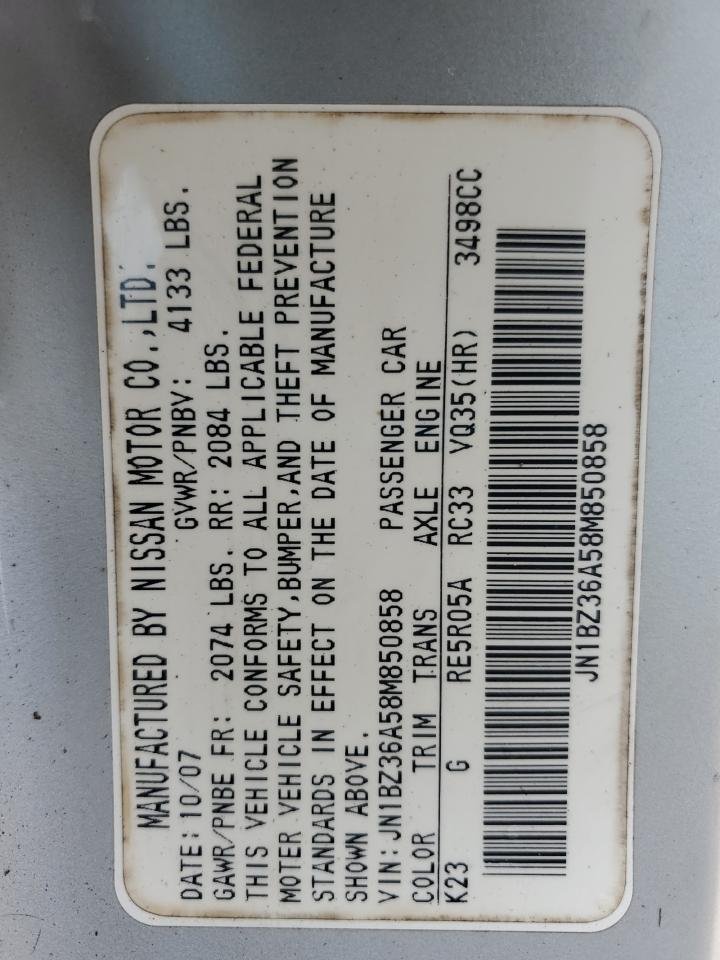 MANUFACTURED BY NISSAN MOTOR CO.,LTD.
DATE: 10/07 GVWR/PNBV: 4133 LBS.
GAWR/PNBE FR: 2074 LBS. RR: 2084 LBS.
THIS VEHICLE CONFORMS TO ALL APPLICABLE FEDERAL
MOTER VEHICLE SAFETY,BUMPER,AND THEFT PREVENTION
STANDARDS IN EFFECT ON THE DATE OF MANUFACTURE
SHOWN ABOVE.
VIN: JN1BZ36A58M850858 PASSENGER CAR
COLOR TRIM TRANS AXLE ENGINE
K23 G RE5R05A RC33 VQ35(HR) 3498CC
JN1BZ36A58M850858